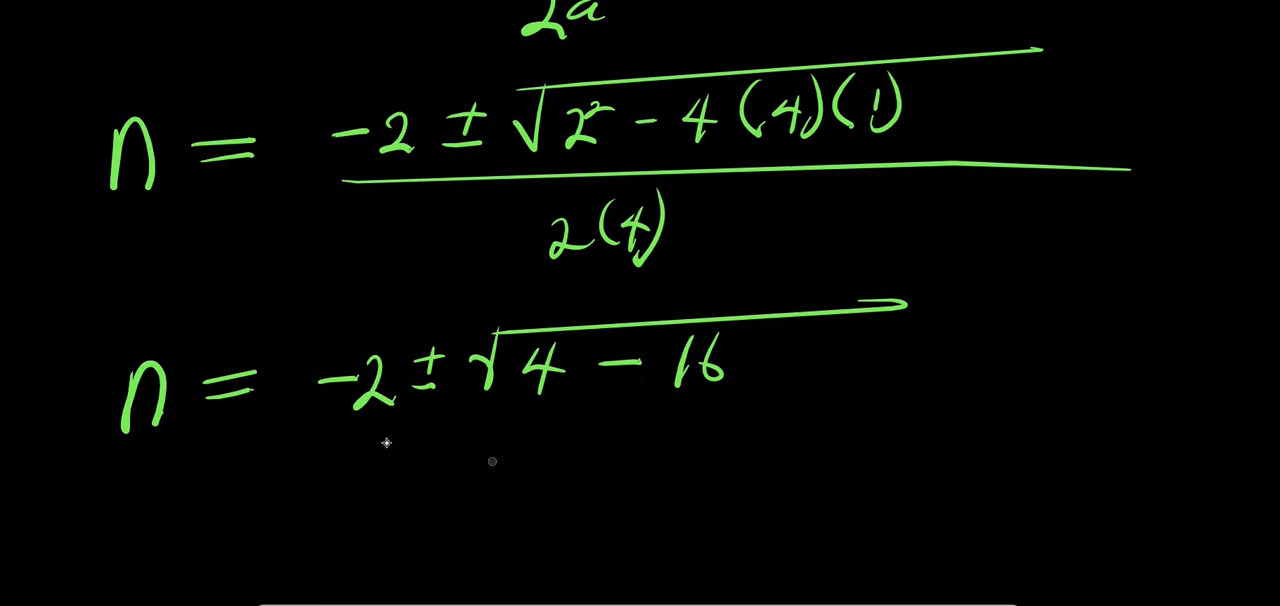 2a
n = -2 ± √2² - 4 (4)(1)
2(4)
n = -2 ± √4 - 16